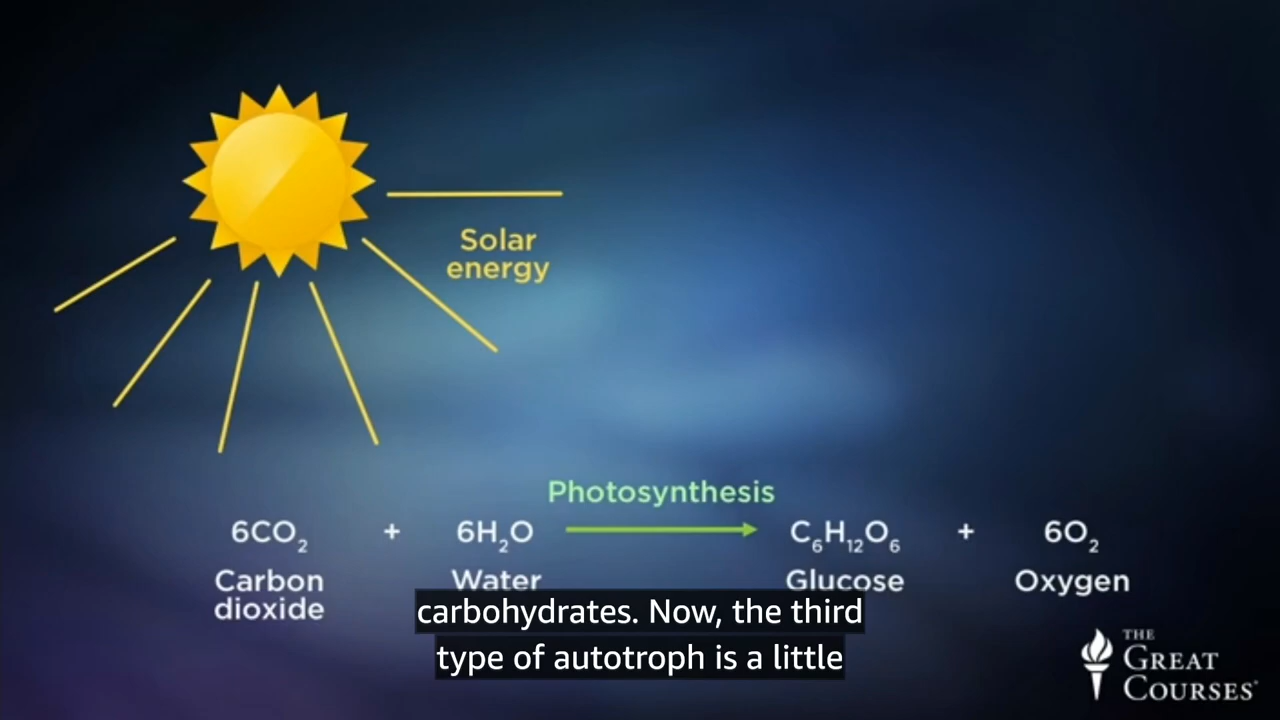 Solar
energy
Photosynthesis
6CO₂ + 6H₂O C₆H₁₂O₆ + 6O₂
Carbon dioxide Water Glucose Oxygen
carbohydrates. Now, the third
type of autotroph is a little
THE
GREAT
COURSES